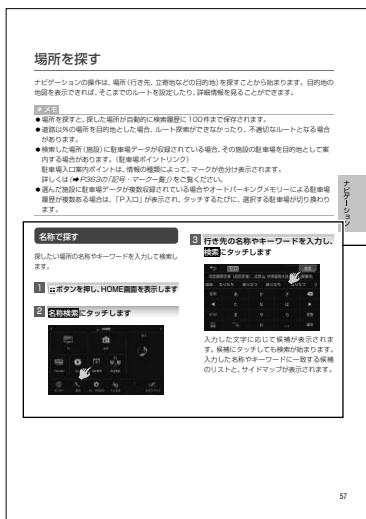 場所を探す
ナビゲーションの操作は、場所(行き先、立寄地などの目的地)を探すことから始まります。目的地の
地図を表示できれば、そこまでのルートを設定したり、詳細情報を見ることができます。
メモ
●場所を探すと、探した場所が自動的に検索履歴に100件まで保存されます。
●道路以外の場所を目的地とした場合、ルート探索ができなかったり、不適切なルートとなる場合
があります。
●検索した場所(施設)に駐車場データが収録されている場合、その施設の駐車場を目的地として案
内する場合があります。(駐車場ポイントリンク)
駐車場入口案内ポイントは、情報の種類によって、マークが色分け表示されます。
詳しくは(➡P363の「記号・マーク一覧」)をご覧ください。
●選んだ施設に駐車場データが複数収録されている場合やオートパーキングメモリーによる駐車場
履歴が複数ある場合は、「P入口」が表示され、タッチするたびに、選択する駐車場が切り換わり
ます。
ナビゲーション
名称で探す
探したい場所の名称やキーワードを入力して検索し
ます。
1 ボタンを押し、HOME画面を表示します
2 名称検索にタッチします
HOME
3 行き先の名称やキーワードを入力し、
検索にタッチします
入力した文字に応じて候補が表示されま
す。候補にタッチしても検索が始まります。
入力した名称やキーワードに一致する候補
のリストと、サイドマップが表示されます。
57